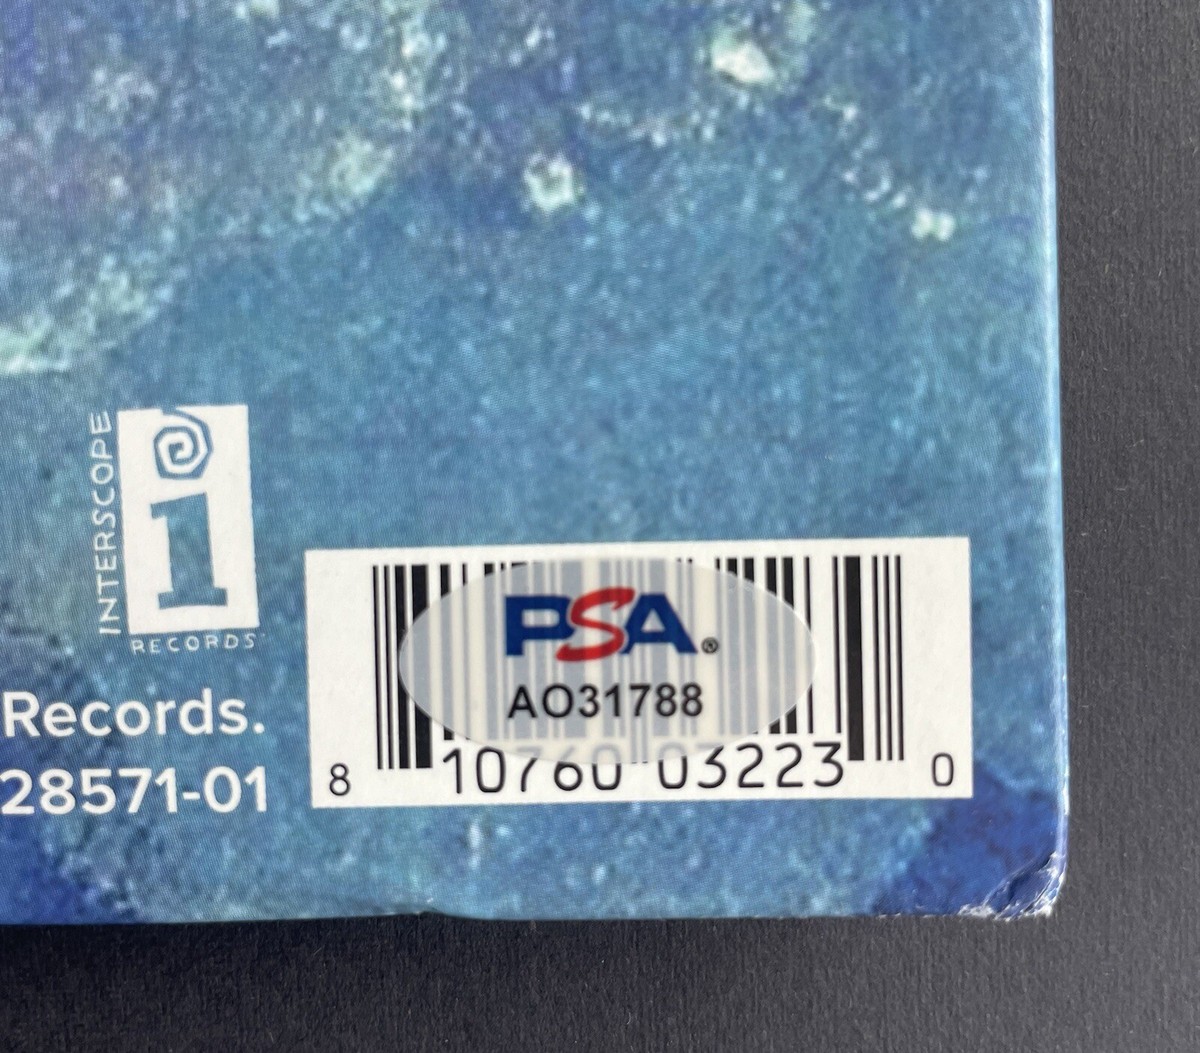 INTERSCOPE
i
RECORDS
Records.
28571-01
PSA®
AO31788
8 10760 03223 0